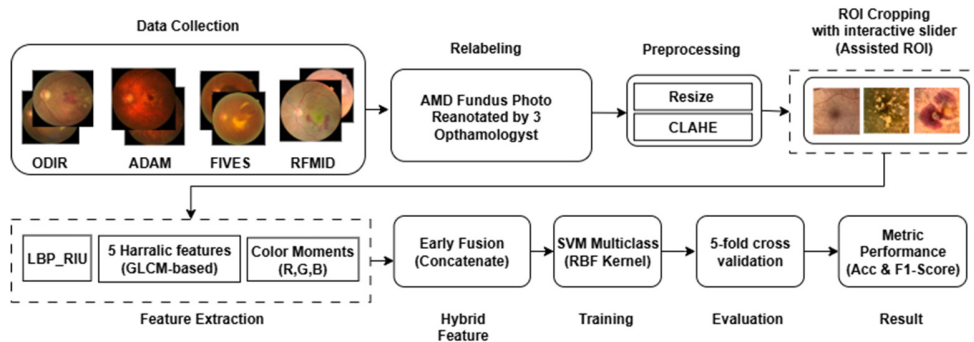 Data Collection
ODIR
ADAM
FIVES
RFMID
Relabeling
AMD Fundus Photo
Reanotated by 3
Opthamologyst
Preprocessing
Resize
CLAHE
ROI Cropping
with interactive slider
(Assisted ROI)
LBP_RIU
5 Harralic features
(GLCM-based)
Color Moments
(R,G,B)
Feature Extraction
Early Fusion
(Concatenate)
Hybrid
Feature
SVM Multiclass
(RBF Kernel)
Training
5-fold cross
validation
Evaluation
Metric
Performance
(Acc & F1-Score)
Result